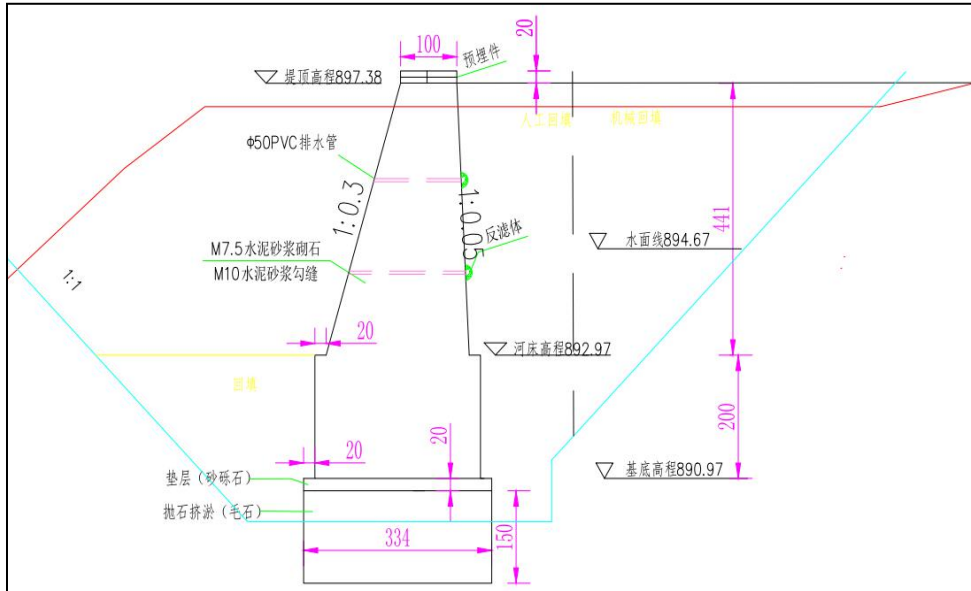 20
100
预埋件
堤顶高程897.38
人工回填
机械回填
Φ50PVC排水管
1:0.3
1:0.05
441
反滤体
水面线894.67
M7.5水泥砂浆砌石
M10水泥砂浆勾缝
1:1
20
河床高程892.97
回填
200
20
20
垫层（砂砾石）
基底高程890.97
抛石挤淤（毛石）
334
150